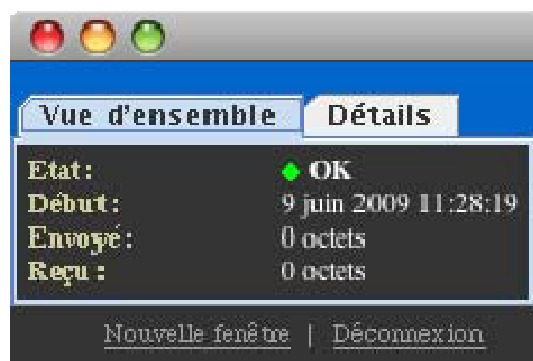 Vue d'ensemble Détails
Etat: OK
Début: 9 juin 2009 11:28:19
Envoyé: 0 octets
Reçu: 0 octets
Nouvelle fenêtre | Déconnexion